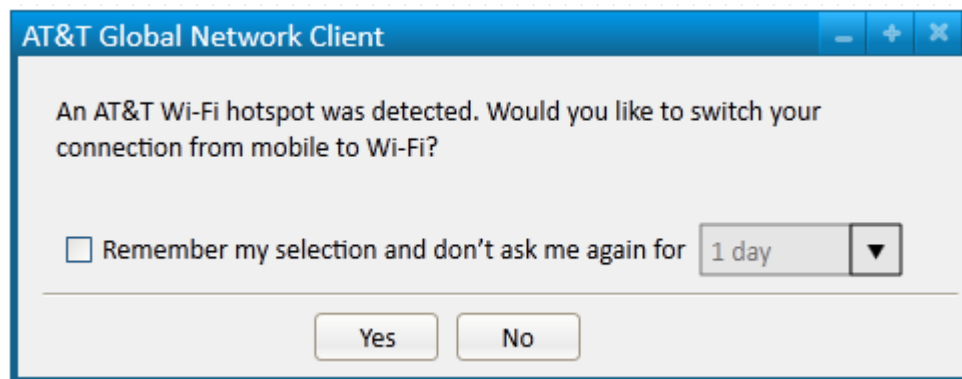 AT&T Global Network Client
An AT&T Wi-Fi hotspot was detected. Would you like to switch your
connection from mobile to Wi-Fi?
Remember my selection and don’t ask me again for 1 day
Yes No